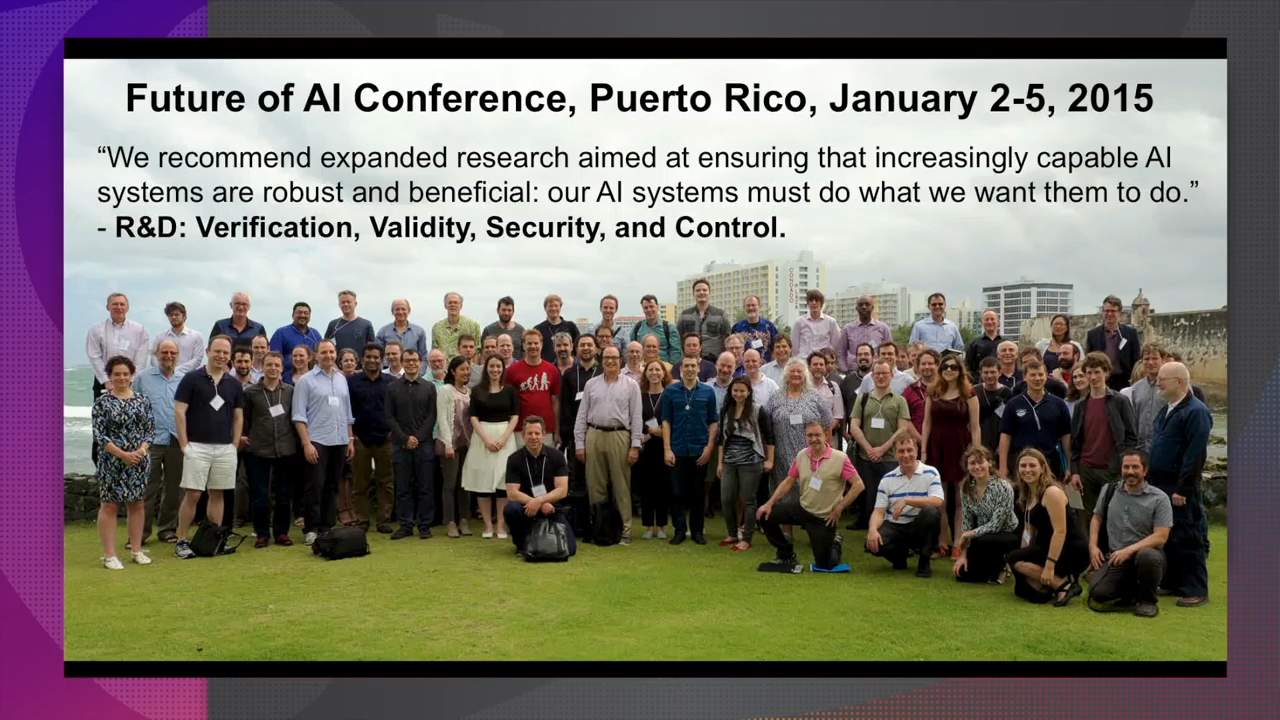 Future of AI Conference, Puerto Rico, January 2-5, 2015
“We recommend expanded research aimed at ensuring that increasingly capable AI
systems are robust and beneficial: our AI systems must do what we want them to do.”
- R&D: Verification, Validity, Security, and Control.
CONDADO